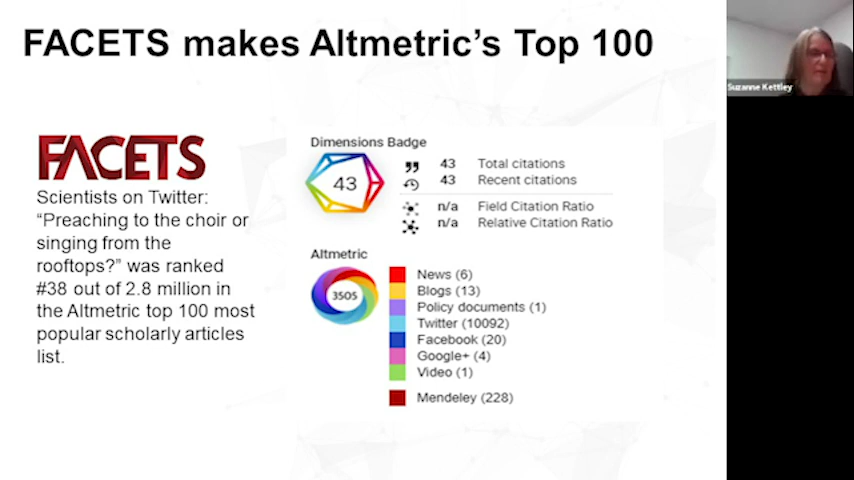 FACETS makes Altmetric's Top 100
Suzanne Kettley
FACETS
Scientists on Twitter:
“Preaching to the choir or
singing from the
rooftops?” was ranked
#38 out of 2.8 million in
the Altmetric top 100 most
popular scholarly articles
list.
Dimensions Badge
43
43 Total citations
43 Recent citations
n/a Field Citation Ratio
n/a Relative Citation Ratio
Altmetric
3505
News (6)
Blogs (13)
Policy documents (1)
Twitter (10092)
Facebook (20)
Google+ (4)
Video (1)
Mendeley (228)